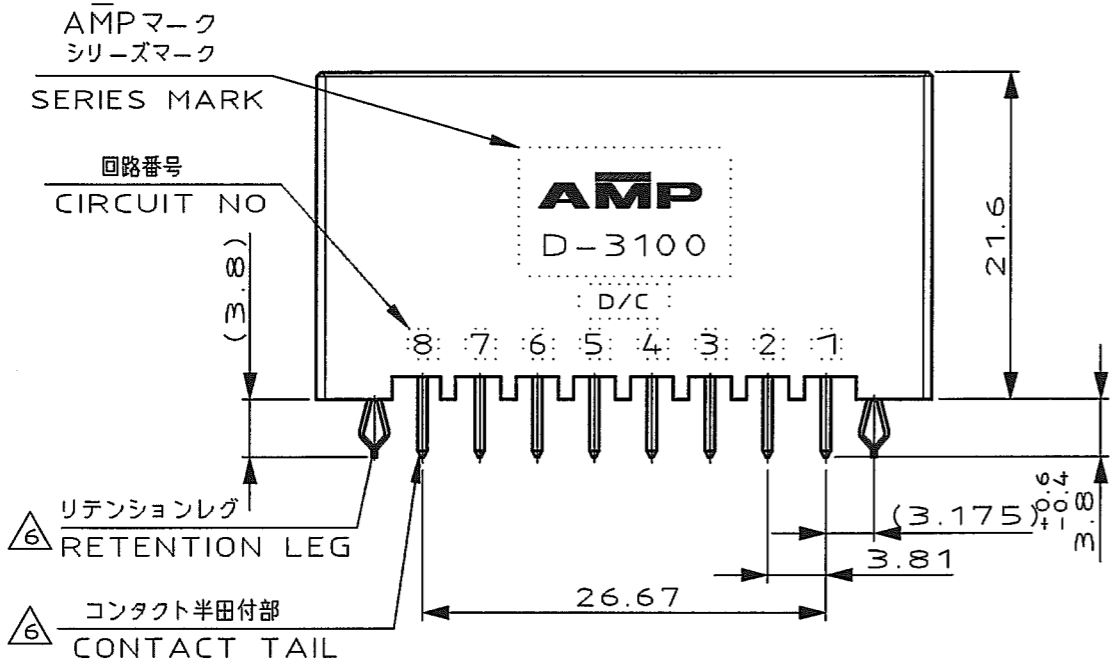 AMPマーク
シリーズマーク
SERIES MARK
回路番号
CIRCUIT NO
AMP
D-3100
D/C
8 7 6 5 4 3 2 1
(3.8)
21.6
リテンションレグ
6 RETENTION LEG
コンタクト半田付部
6 CONTACT TAIL
(3.175)
3.81
26.67
3.8 +0.6 -0.4